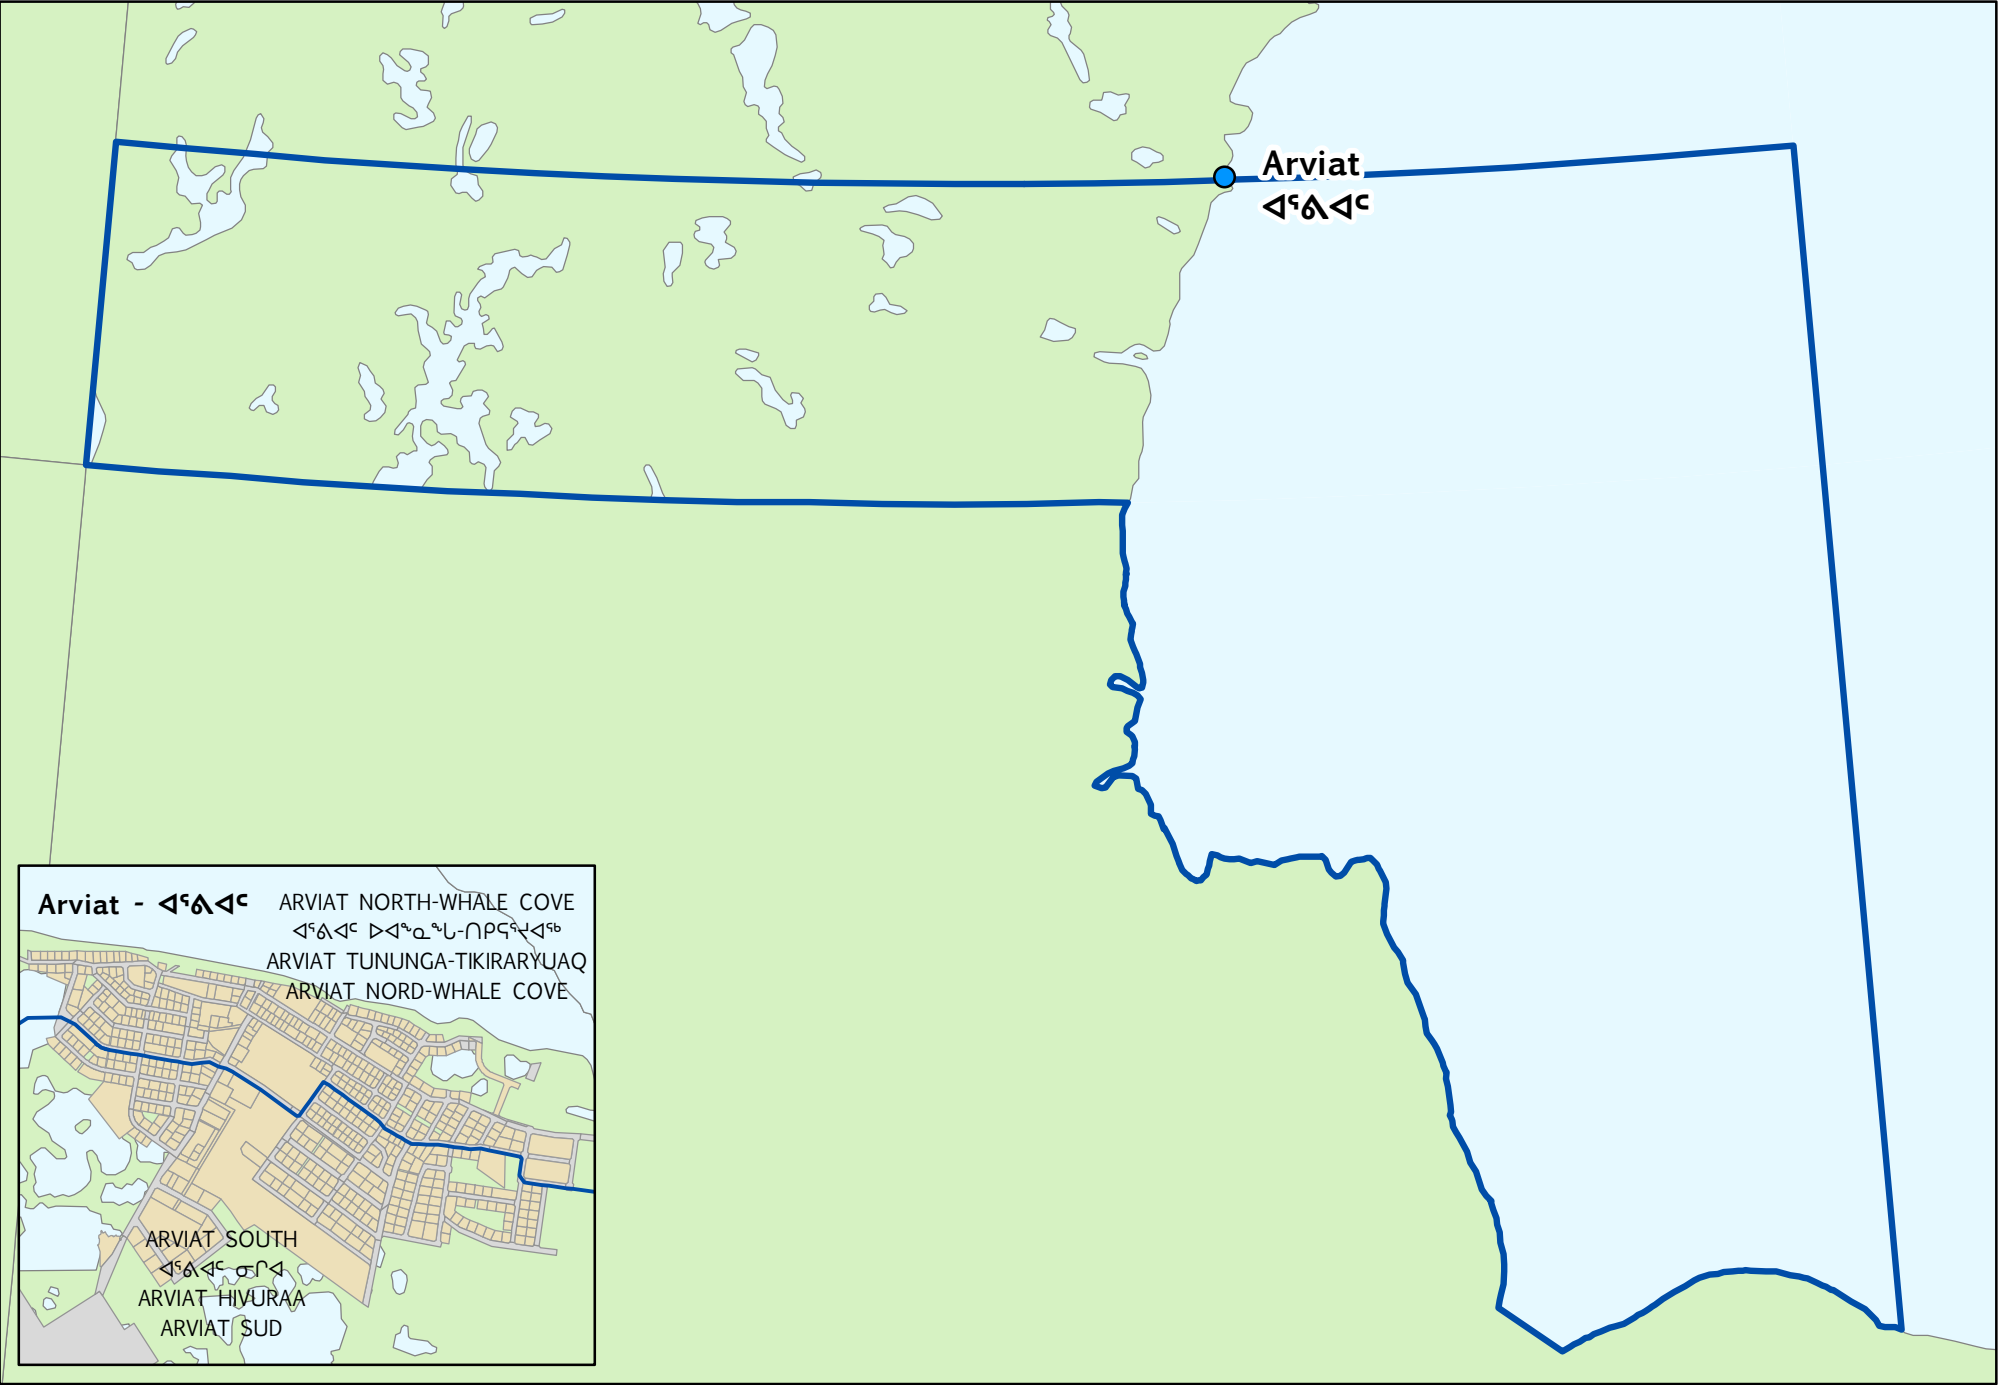 Arviat
ᐊᕐᕕᐊᑦ
Arviat - ᐊᕐᕕᐊᑦ
ARVIAT NORTH-WHALE COVE
ᐊᕐᕕᐊᑦ ᐅᐊᖕᓇᖓ-ᑎᑭᕋᕐᔪᐊᖅ
ARVIAT TUNUNGA-TIKIRARYUAQ
ARVIAT NORD-WHALE COVE
ARVIAT SOUTH
ᐊᕐᕕᐊᑦ ᓂᒋᐊ
ARVIAT HIVURAA
ARVIAT SUD